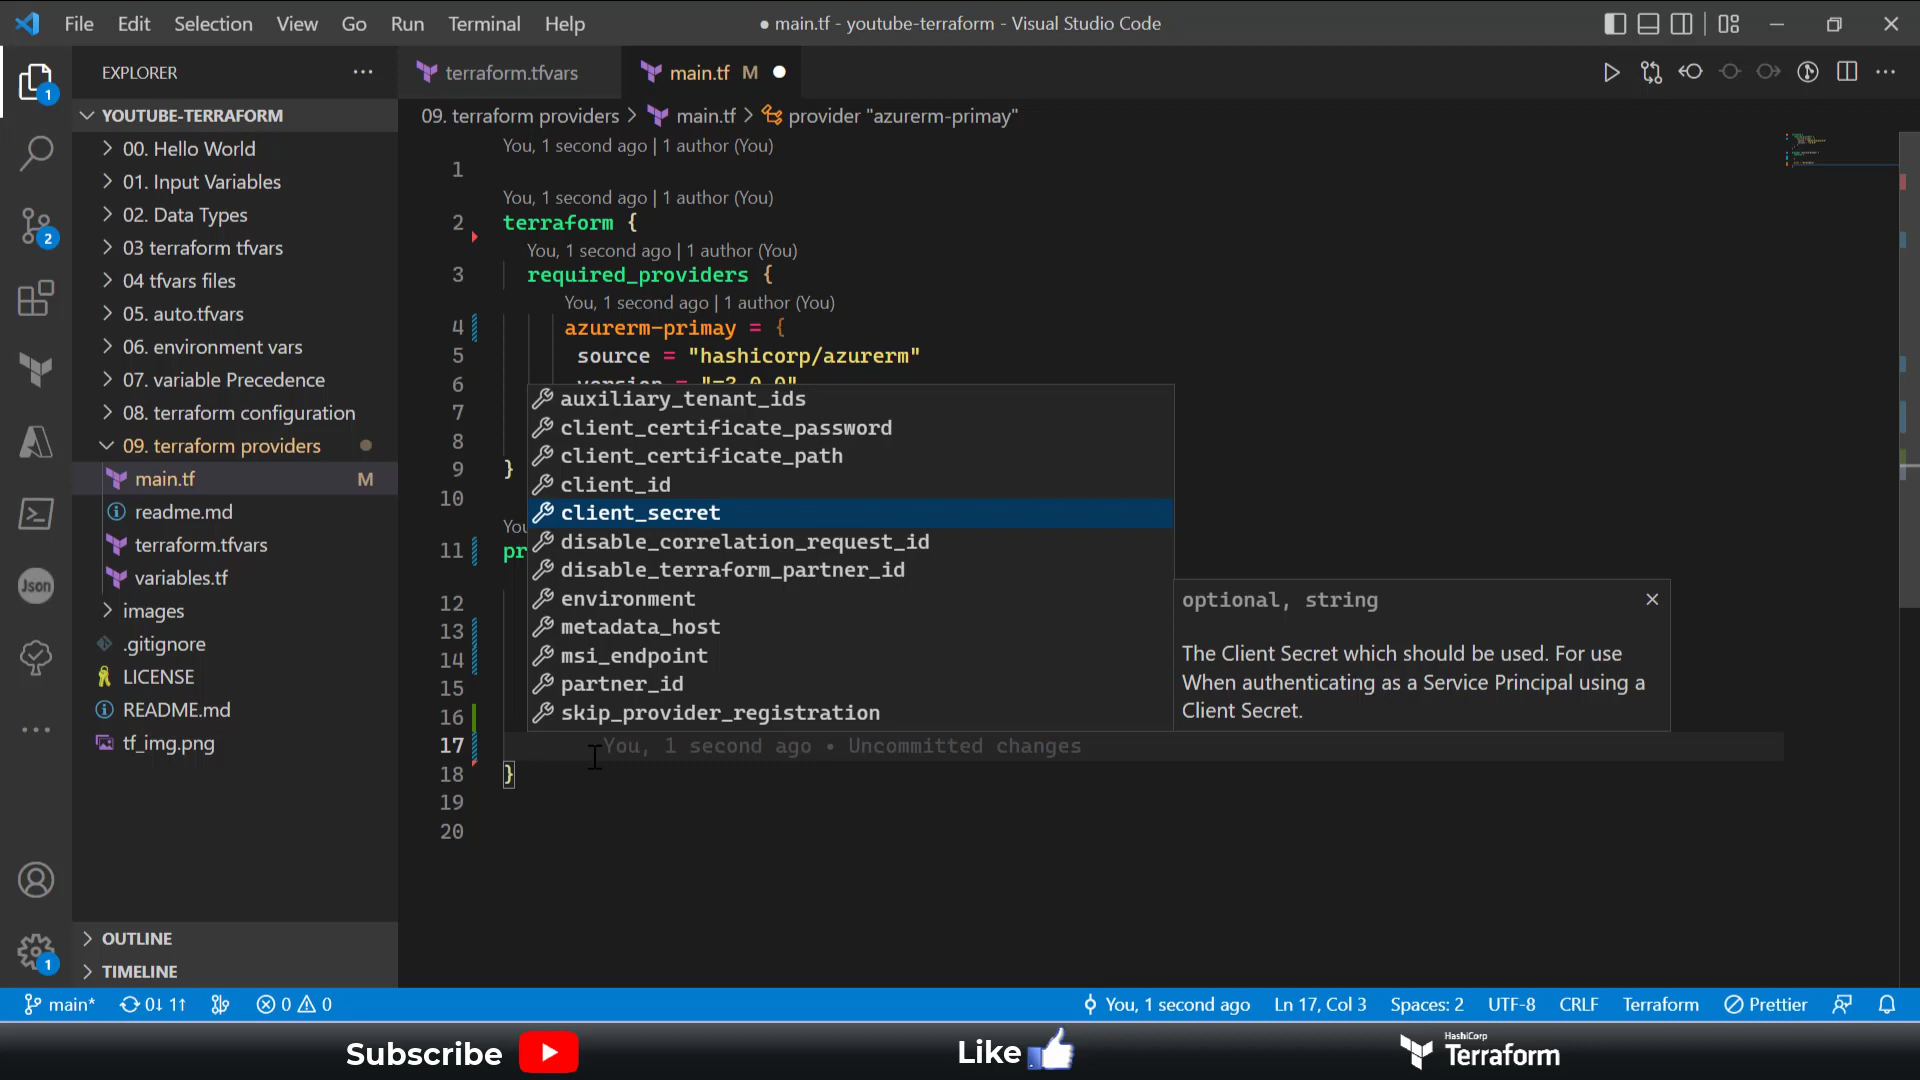 File Edit Selection View Go Run Terminal Help
● main.tf - youtube-terraform - Visual Studio Code
EXPLORER
YOUTUBE-TERRAFORM
00. Hello World
01. Input Variables
02. Data Types
03 terraform tfvars
04 tfvars files
05. auto.tfvars
06. environment vars
07. variable Precedence
08. terraform configuration
09. terraform providers
main.tf M
readme.md
terraform.tfvars
variables.tf
images
.gitignore
LICENSE
README.md
tf_img.png
OUTLINE
TIMELINE
1
2
Json
1
terraform.tfvars
main.tf M
09. terraform providers > main.tf > provider "azurerm-primay"
You, 1 second ago | 1 author (You)
1
You, 1 second ago | 1 author (You)
2 terraform {
You, 1 second ago | 1 author (You)
3 required_providers {
You, 1 second ago | 1 author (You)
4 azurerm-primay = {
5 source = "hashicorp/azurerm"
6 version = "=3.0.0"
7
8
9 }
10
You
11 pr
12
13
14
15
16
17 You, 1 second ago • Uncommitted changes
18 }
19
20
auxiliary_tenant_ids
client_certificate_password
client_certificate_path
client_id
client_secret
disable_correlation_request_id
disable_terraform_partner_id
environment
metadata_host
msi_endpoint
partner_id
skip_provider_registration
optional, string
The Client Secret which should be used. For use
When authenticating as a Service Principal using a
Client Secret.
main* 0↓ 1↑ 0 0
You, 1 second ago Ln 17, Col 3 Spaces: 2 UTF-8 CRLF Terraform Prettier
Subscribe
Like
HashiCorp
Terraform